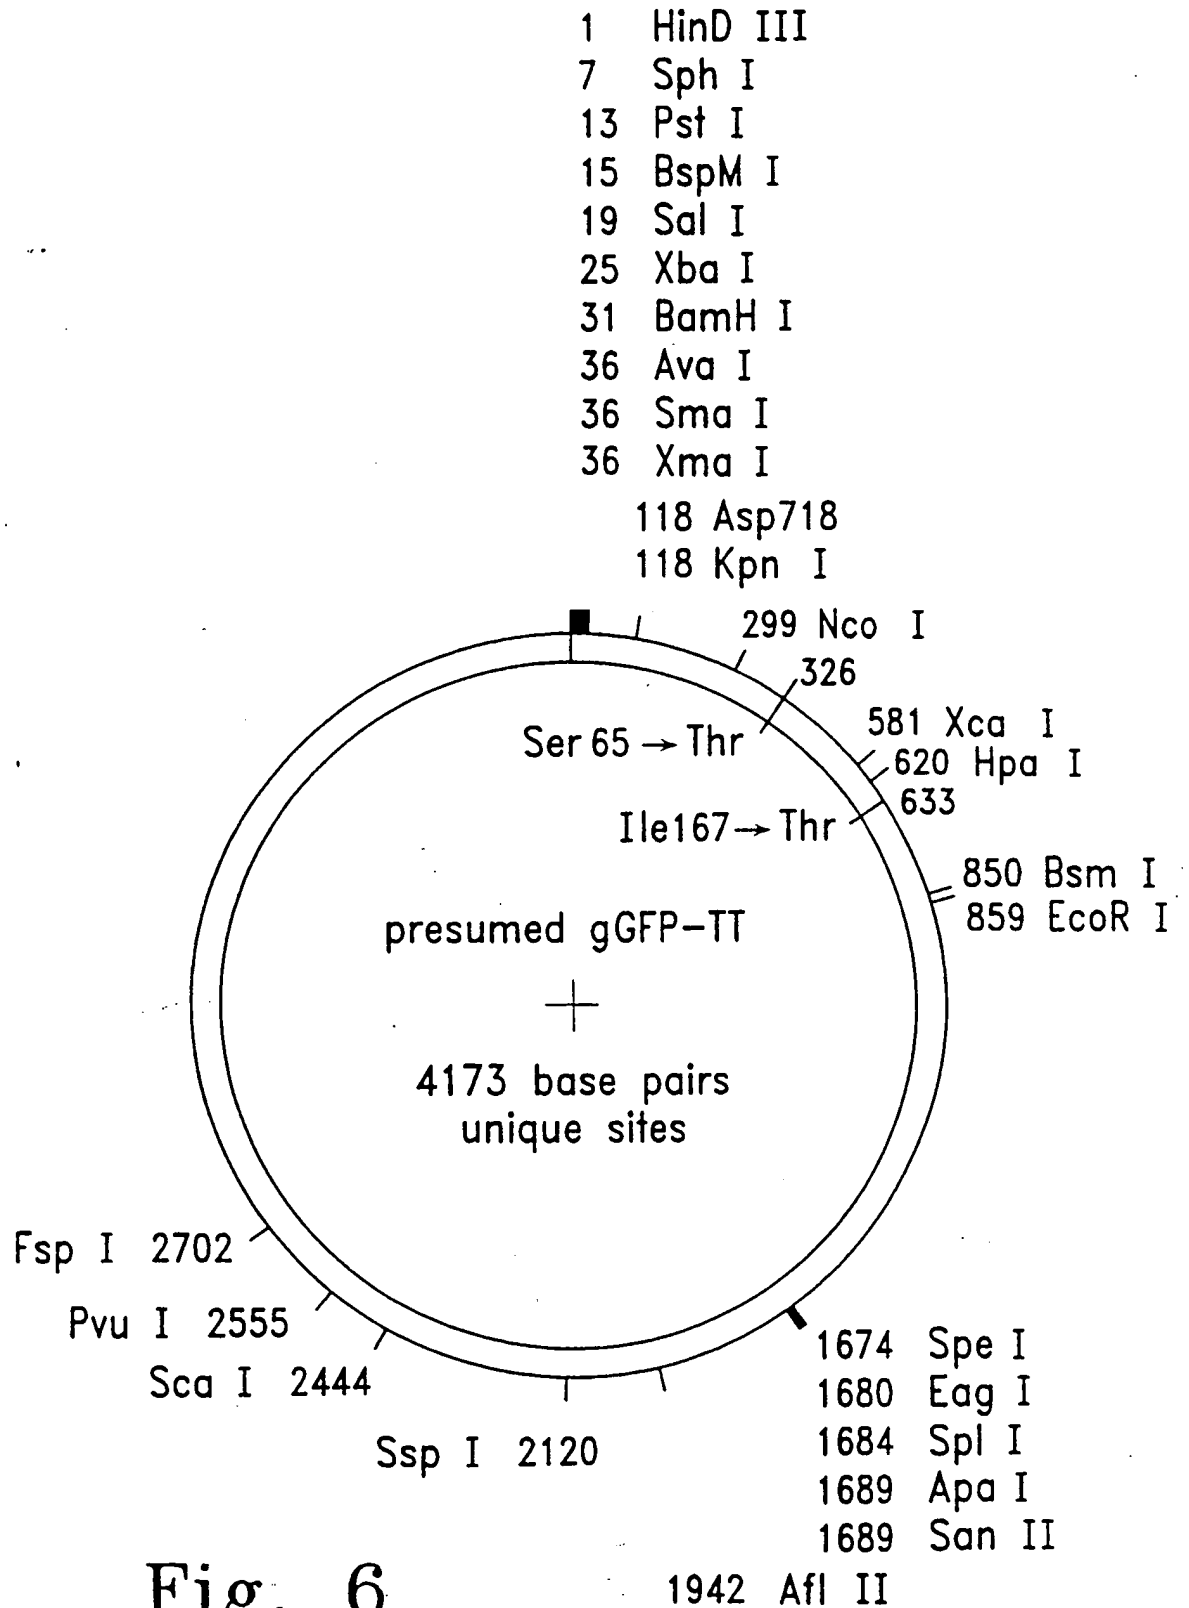 1 HinD III
7 Sph I
13 Pst I
15 BspM I
19 Sal I
25 Xba I
31 BamH I
36 Ava I
36 Sma I
36 Xma I
118 Asp718
118 Kpn I
299 Nco I
326
Ser 65 → Thr
581 Xca I
620 Hpa I
633
Ile167 → Thr
850 Bsm I
859 EcoR I
presumed gGFP-TT
4173 base pairs
unique sites
Fsp I 2702
Pvu I 2555
Sca I 2444
Ssp I 2120
1674 Spe I
1680 Eag I
1684 Spl I
1689 Apa I
1689 San II
1942 Afl II
Fig. 6